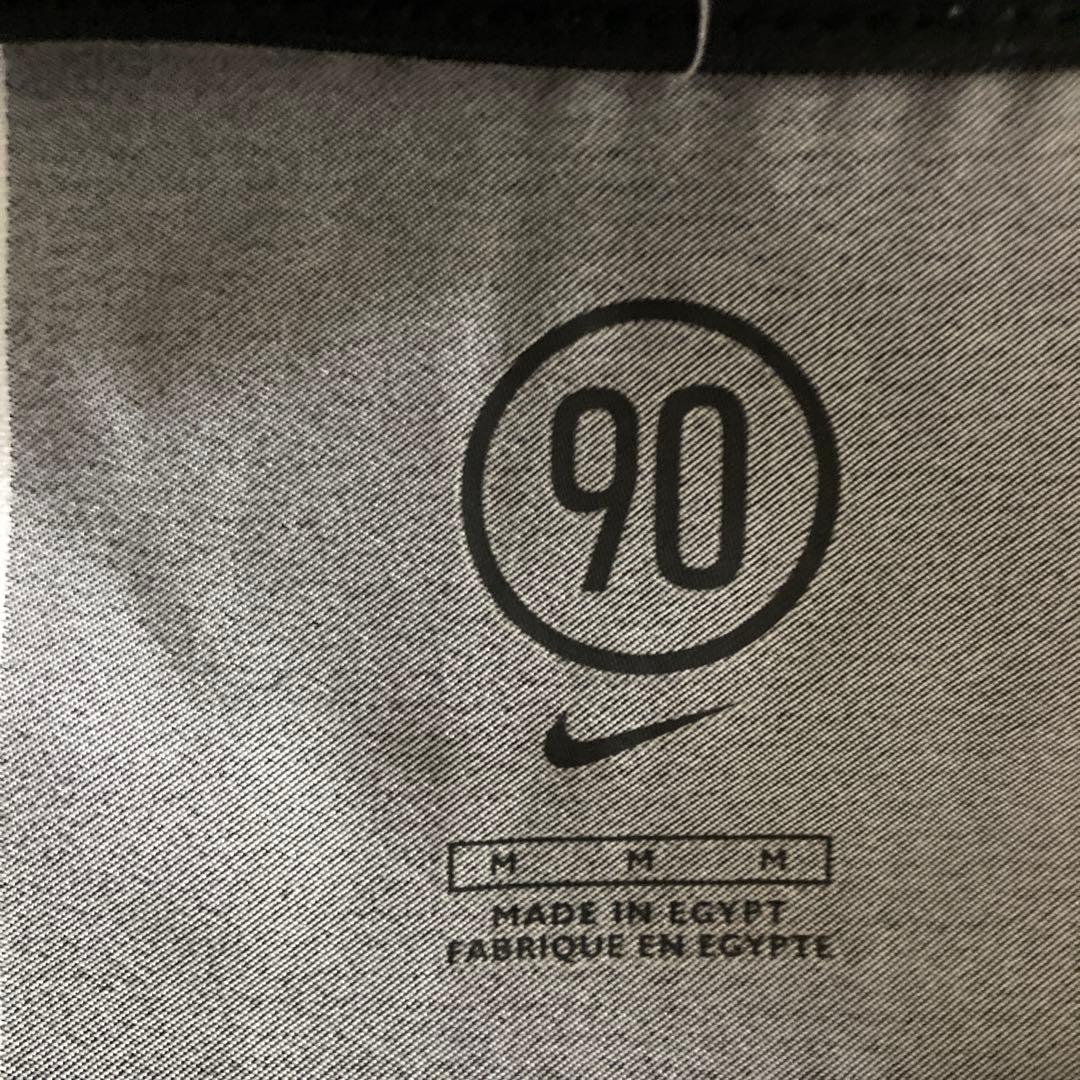 90
M M M
MADE IN EGYPT
FABRIQUE EN EGYPTE